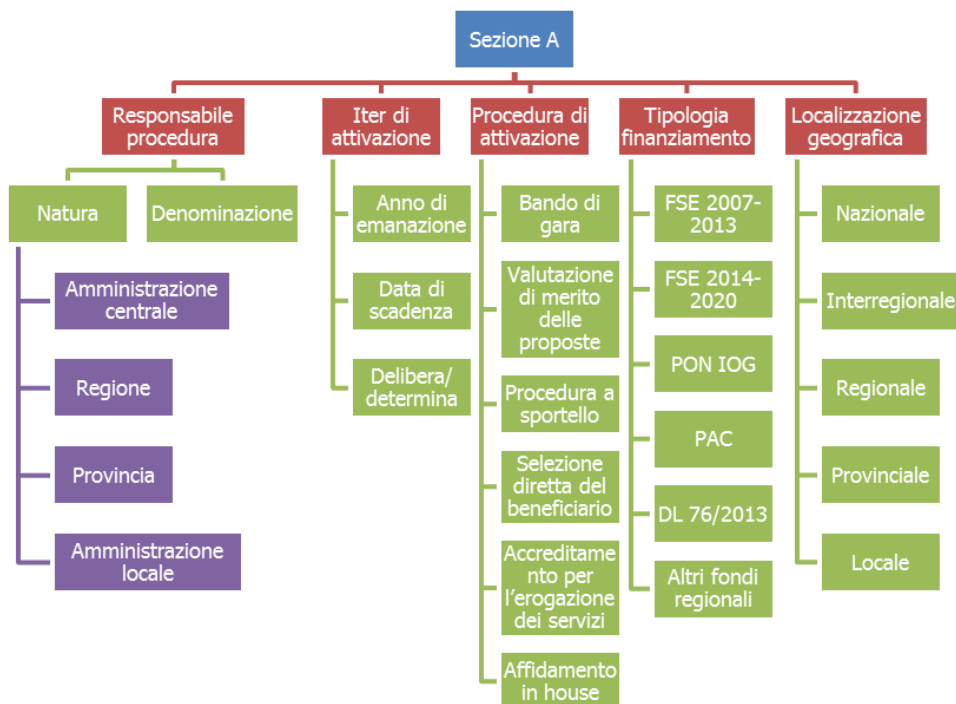 Sezione A
Responsabile
procedura
Iter di
attivazione
Procedura di
attivazione
Tipologia
finanziamento
Localizzazione
geografica
Natura
Denominazione
Amministrazione
centrale
Regione
Provincia
Amministrazione
locale
Anno di
emanazione
Data di
scadenza
Delibera/
determina
Bando di
gara
Valutazione
di merito
delle
proposte
Procedura a
sportello
Selezione
diretta del
beneficiario
Accreditame
nto per
l'erogazione
dei servizi
Affidamento
in house
FSE 2007-
2013
FSE 2014-
2020
PON IOG
PAC
DL 76/2013
Altri fondi
regionali
Nazionale
Interregionale
Regionale
Provinciale
Locale